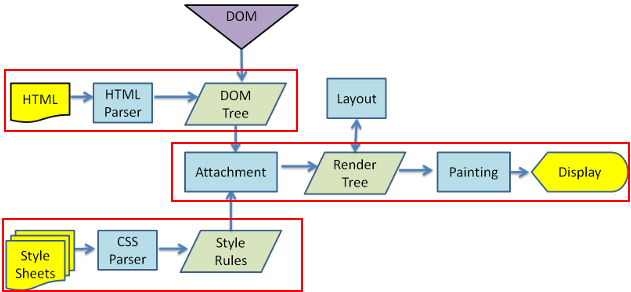 DOM
HTML
HTML
Parser
DOM
Tree
Layout
Attachment
Render
Tree
Painting
Display
Style
Sheets
CSS
Parser
Style
Rules